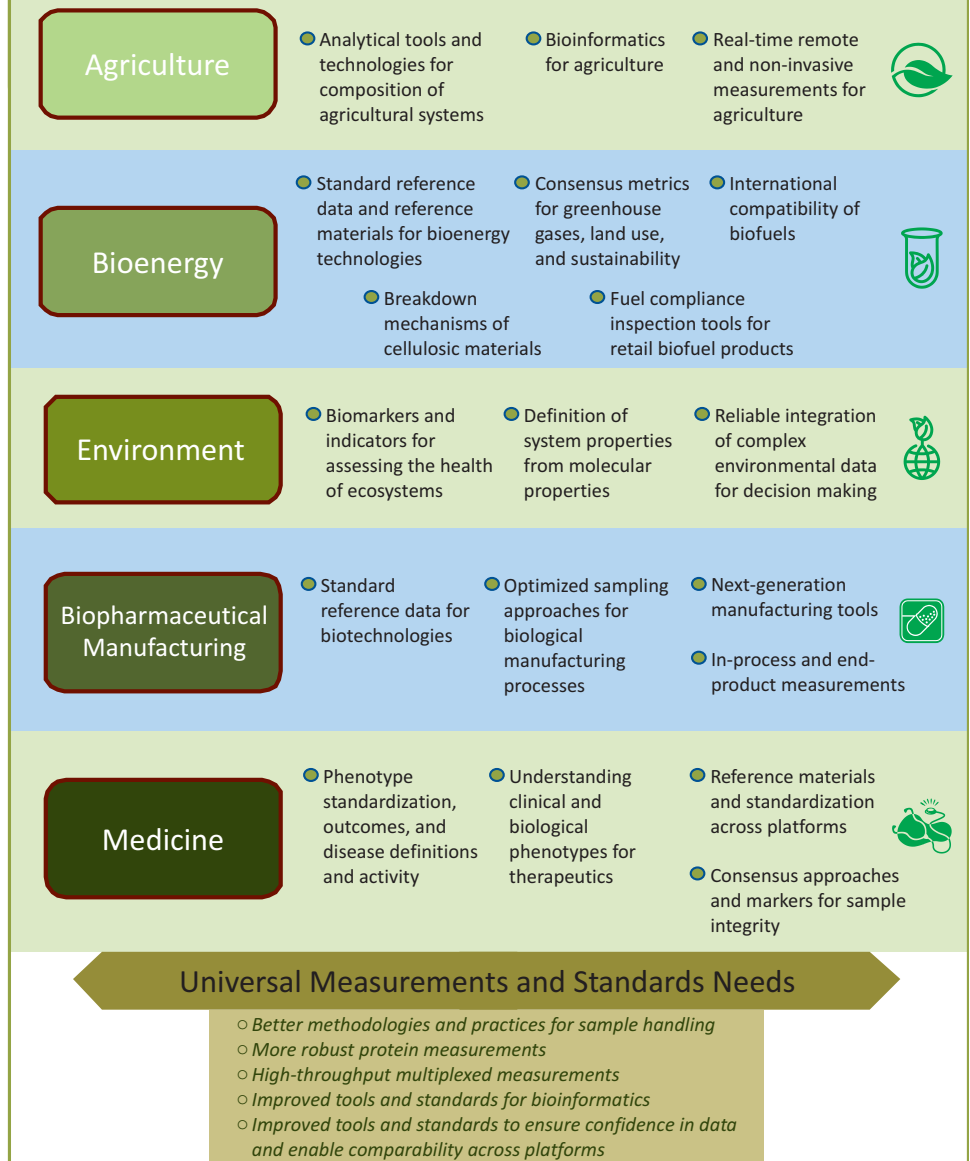 Agriculture
Analytical tools and
technologies for
composition of
agricultural systems
Bioinformatics
for agriculture
Real-time remote
and non-invasive
measurements for
agriculture
Bioenergy
Standard reference
data and reference
materials for bioenergy
technologies
Consensus metrics
for greenhouse
gases, land use,
and sustainability
International
compatibility of
biofuels
Breakdown
mechanisms of
cellulosic materials
Fuel compliance
inspection tools for
retail biofuel products
Environment
Biomarkers and
indicators for
assessing the health
of ecosystems
Definition of
system properties
from molecular
properties
Reliable integration
of complex
environmental data
for decision making
Biopharmaceutical
Manufacturing
Standard
reference data for
biotechnologies
Optimized sampling
approaches for
biological
manufacturing
processes
Next-generation
manufacturing tools
In-process and end-
product measurements
Medicine
Phenotype
standardization,
outcomes, and
disease definitions
and activity
Understanding
clinical and
biological
phenotypes for
therapeutics
Reference materials
and standardization
across platforms
Consensus approaches
and markers for sample
integrity
Universal Measurements and Standards Needs
○ Better methodologies and practices for sample handling
○ More robust protein measurements
○ High-throughput multiplexed measurements
○ Improved tools and standards for bioinformatics
○ Improved tools and standards to ensure confidence in data
and enable comparability across platforms